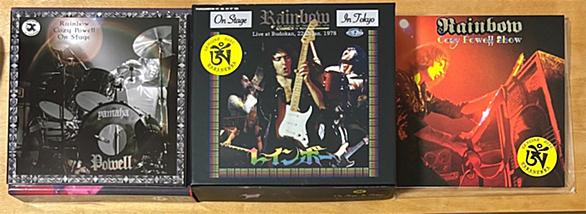 Rainbow
Cozy Powell
On Stage
YAMAHA
Powell
On Stage
Rainbow
In Tokyo
Live at Budokan, 22 Jan. 1978
レインボー
Rainbow
Cozy Powell Show